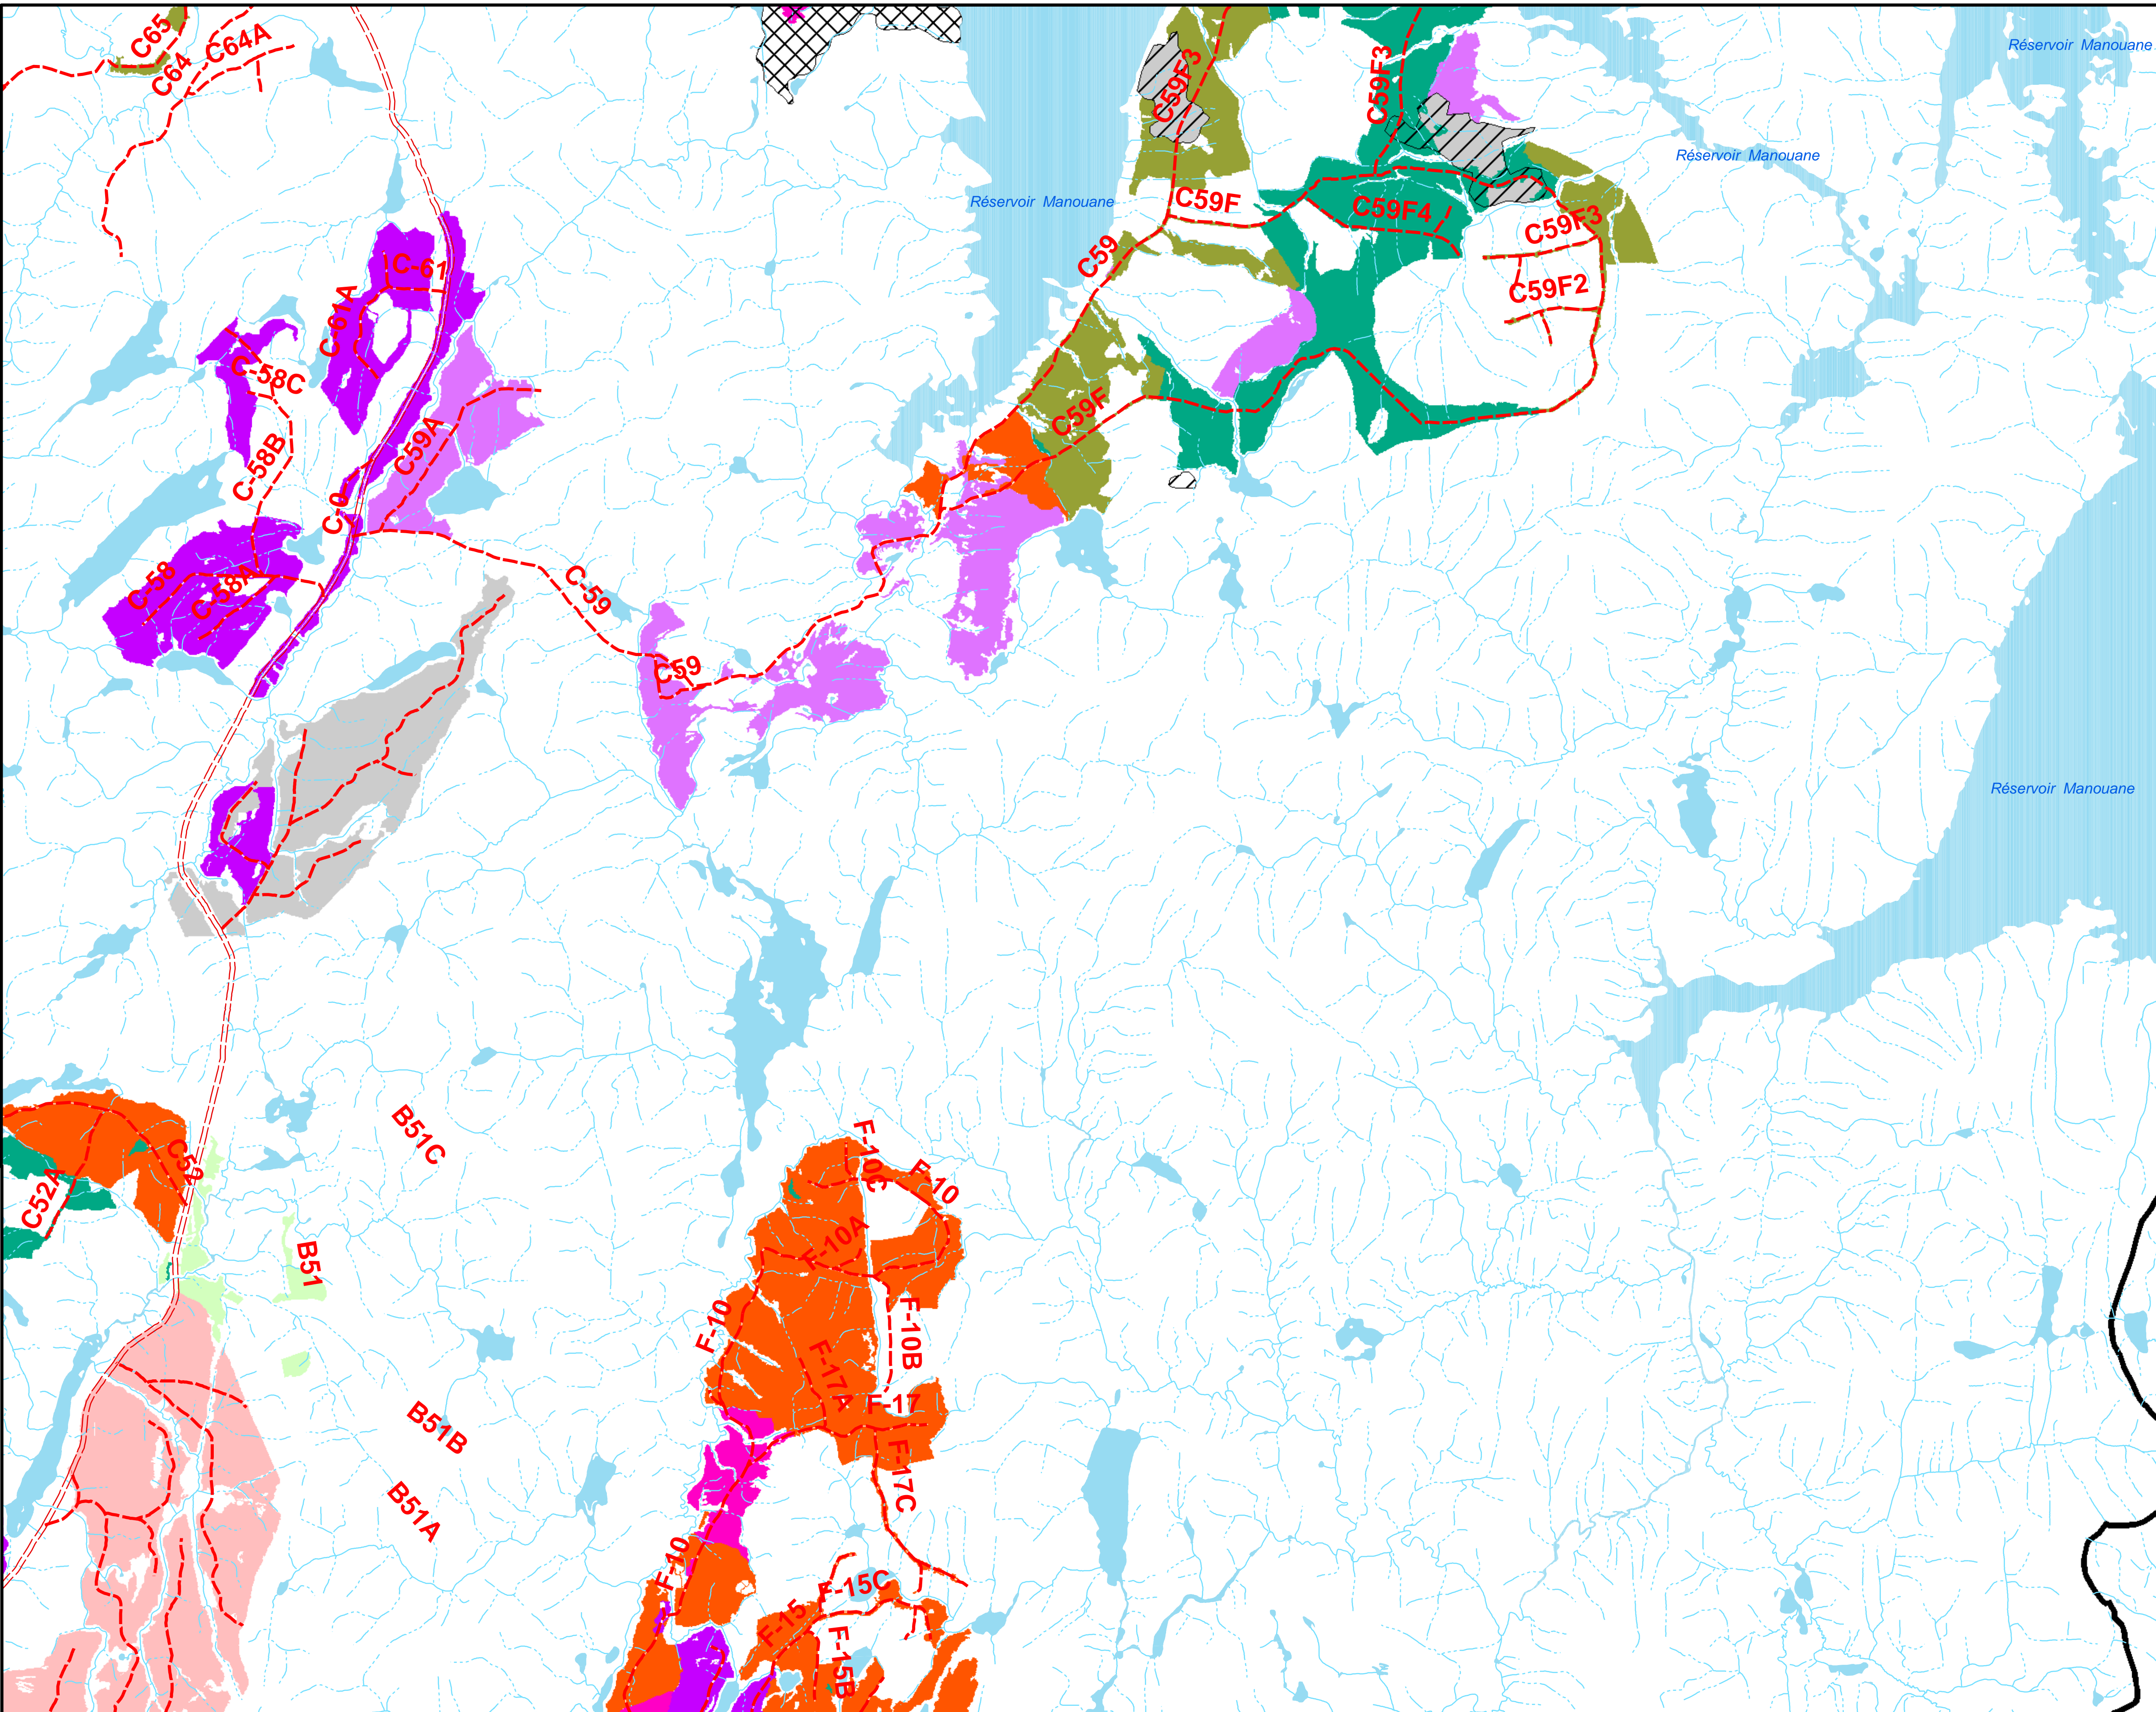 C65
C64A
C64
Réservoir Manouane
C59F3
C59F3
Réservoir Manouane
Réservoir Manouane
C59F
C59F4
C59F3
C59
C-61
C59F2
C-61A
C-58C
C59F
C59A
C-58B
C-0
C-58
C-58A
C-59
C59
Réservoir Manouane
B51C
F-10C
F-10
C52A
F-10A
B51
F-10
F-10B
F-17A
F-17
B51B
F-17C
B51A
F-10
F-15C
F-15
F-15B